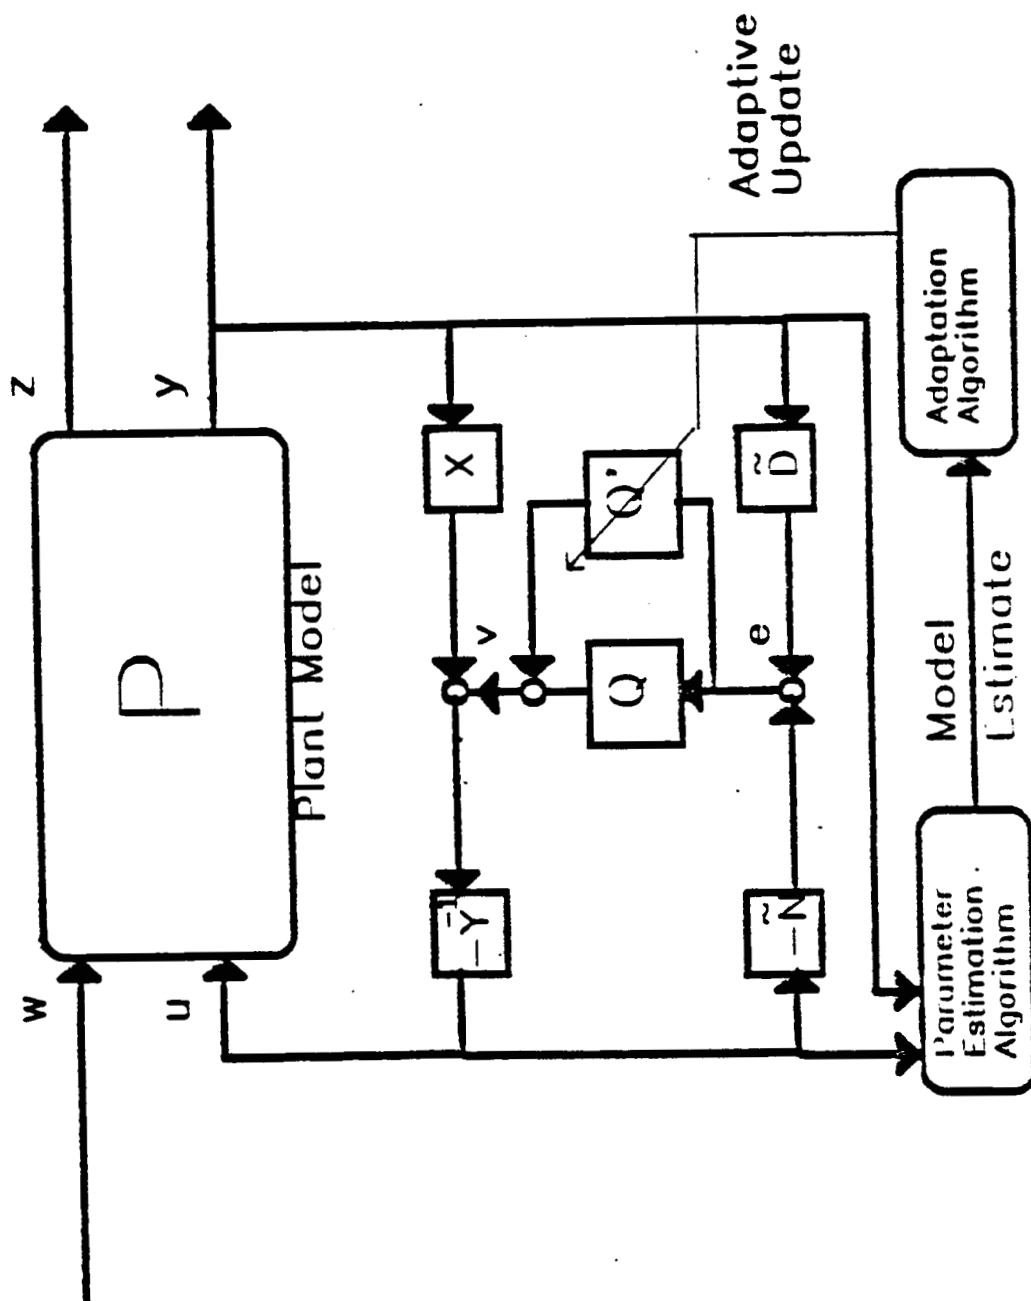 z
w
y
u
P
Plant Model
X
-Y⁻¹
v
Q'
Q
e
D̃
-Ñ
Adaptive
Update
Model
Estimate
Adaptation
Algorithm
Parameter
Estimation
Algorithm